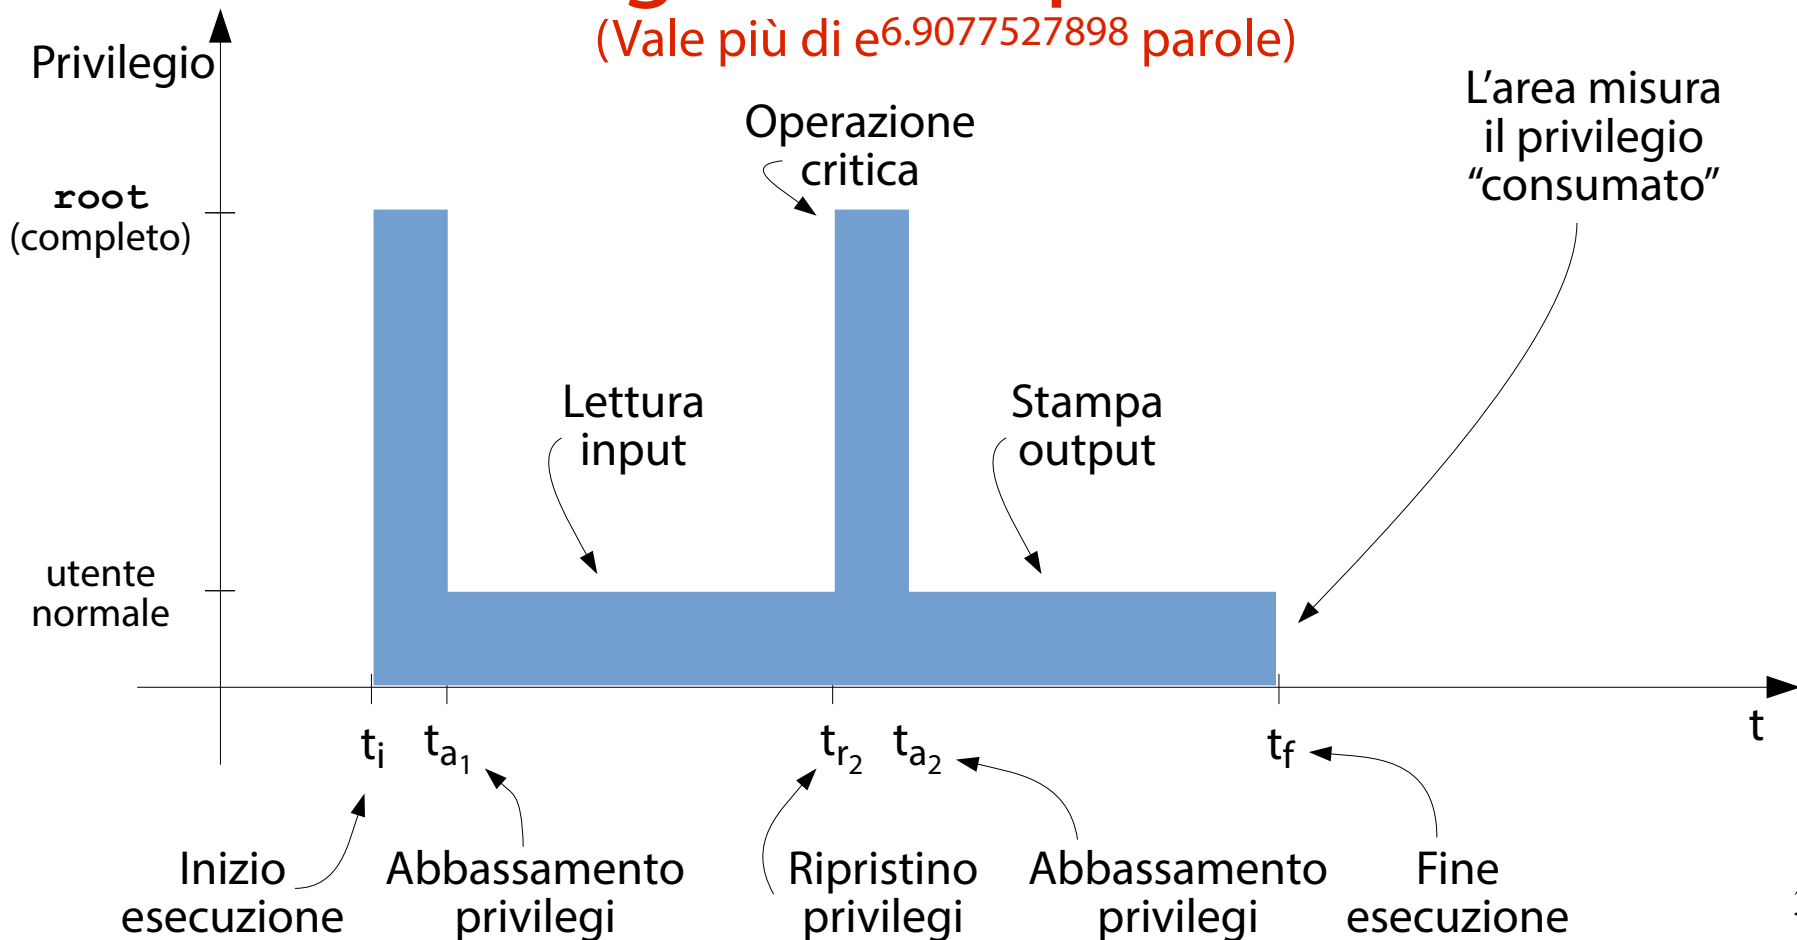 (Vale più di e6.9077527898 parole)
Privilegio
L'area misura
il privilegio
“consumato”
Operazione
critica
root
(completo)
Lettura
input
Stampa
output
utente
normale
t
ti
ta1
tr2
ta2
tf
Inizio
esecuzione
Abbassamento
privilegi
Ripristino
privilegi
Abbassamento
privilegi
Fine
esecuzione